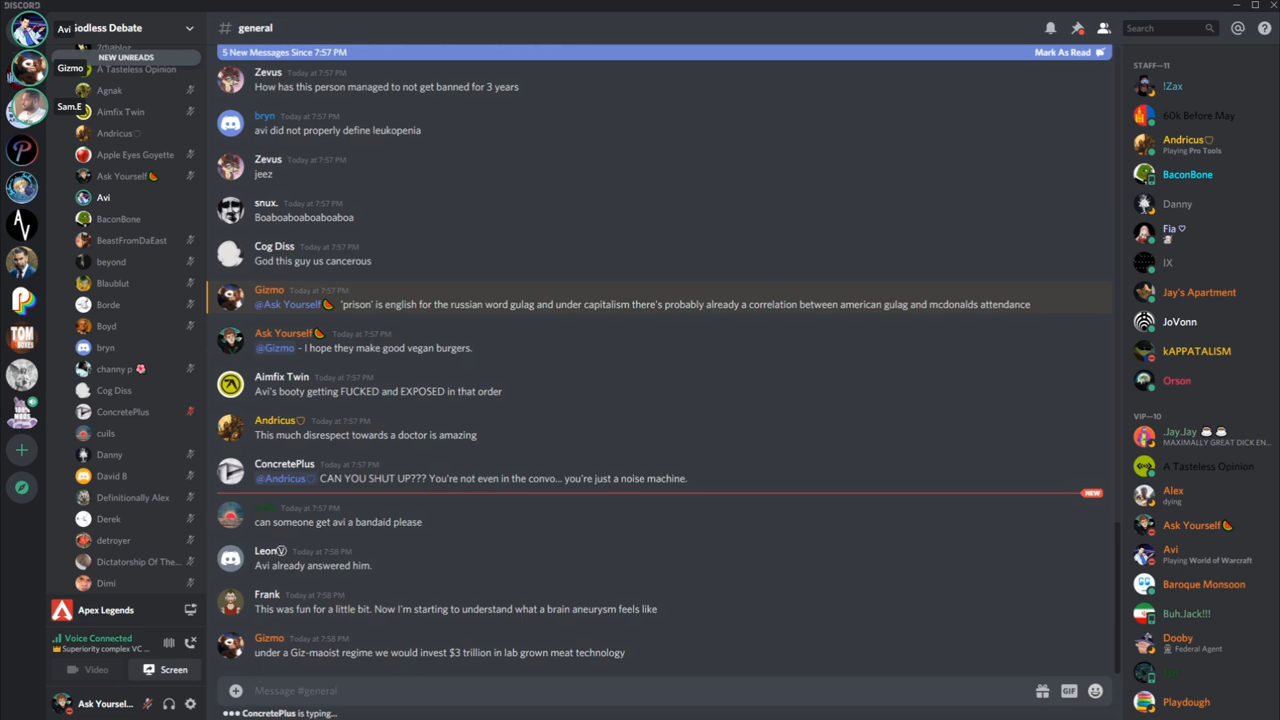 DISCORD
Avi
Godless Debate
general
Search
NEW UNREADS
5 New Messages Since 7:57 PM
Mark As Read
Gizmo
Sam.E
A Tasteless Opinion
Agnak
Aimfix Twin
Andricus
Apple Eyes Goyette
Ask Yourself🍉
Avi
BaconBone
BeastFromDaEast
beyond
Blaublut
Borde
Boyd
bryn
channy p 🌸
Cog Diss
ConcretePlus
cuils
Danny
David B
Definitionally Alex
Derek
detroyer
Dictatorship Of The...
Dimi
Apex Legends
Voice Connected
Superiority complex VC ...
Video
Screen
Ask Yoursel...
Zevus Today at 7:57 PM
How has this person managed to not get banned for 3 years
bryn Today at 7:57 PM
avi did not properly define leukopenia
Zevus Today at 7:57 PM
jeez
snux. Today at 7:57 PM
Boaboaboaboaboaboa
Cog Diss Today at 7:57 PM
God this guy us cancerous
Gizmo Today at 7:57 PM
@Ask Yourself🍉 'prison' is english for the russian word gulag and under capitalism there's probably already a correlation between american gulag and mcdonalds attendance
Ask Yourself🍉 Today at 7:57 PM
@Gizmo - I hope they make good vegan burgers.
Aimfix Twin Today at 7:57 PM
Avi's booty getting FUCKED and EXPOSED in that order
Andricus Today at 7:57 PM
This much disrespect towards a doctor is amazing
ConcretePlus Today at 7:57 PM
@Andricus CAN YOU SHUT UP??? You're not even in the convo... you're just a noise machine.
NEW
Today at 7:57 PM
can someone get avi a bandaid please
LeonⓋ Today at 7:58 PM
Avi already answered him.
Frank Today at 7:58 PM
This was fun for a little bit. Now I'm starting to understand what a brain aneurysm feels like
Gizmo Today at 7:58 PM
under a Giz-maoist regime we would invest $3 trillion in lab grown meat technology
Message #general
GIF
ConcretePlus is typing...
STAFF—11
!Zax
60k Before May
Andricus
Playing Pro Tools
BaconBone
Danny
Fia ♡
IX
Jay's Apartment
JoVonn
kAPPATALISM
Orson
VIP—10
.Jay.Jay ☕ ☕
MAXIMALLY GREAT DICK EN...
A Tasteless Opinion
Alex
dying
Ask Yourself🍉
Avi
Playing World of Warcraft
Baroque Monsoon
Buh.Jack!!!
Dooby
Federal Agent
Playdough